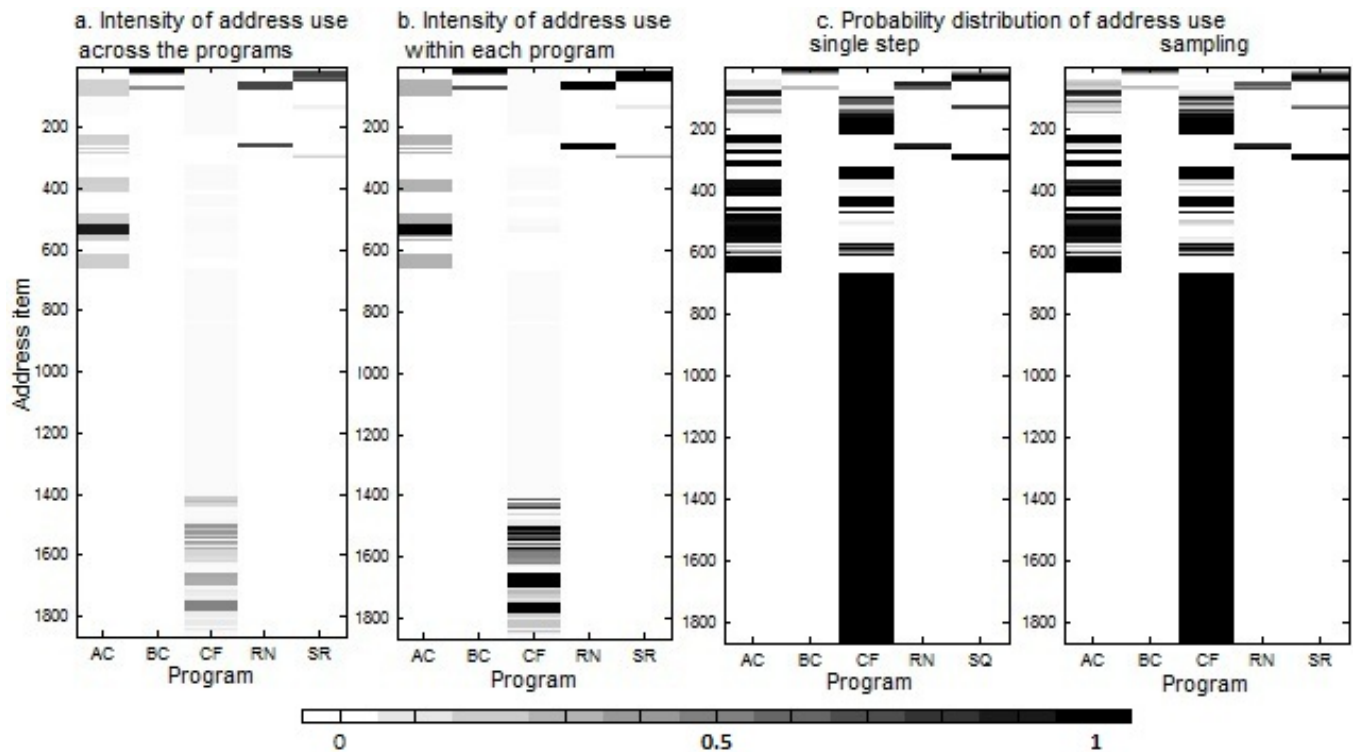 a. Intensity of address use
across the programs
b. Intensity of address use
within each program
c. Probability distribution of address use
single step
sampling
Address item
200
400
600
800
1000
1200
1400
1600
1800
AC BC CF RN SR
Program
200
400
600
800
1000
1200
1400
1600
1800
AC BC CF RN SR
Program
200
400
600
800
1000
1200
1400
1600
1800
AC BC CF RN SQ
Program
200
400
600
800
1000
1200
1400
1600
1800
AC BC CF RN SR
Program
0 0.5 1